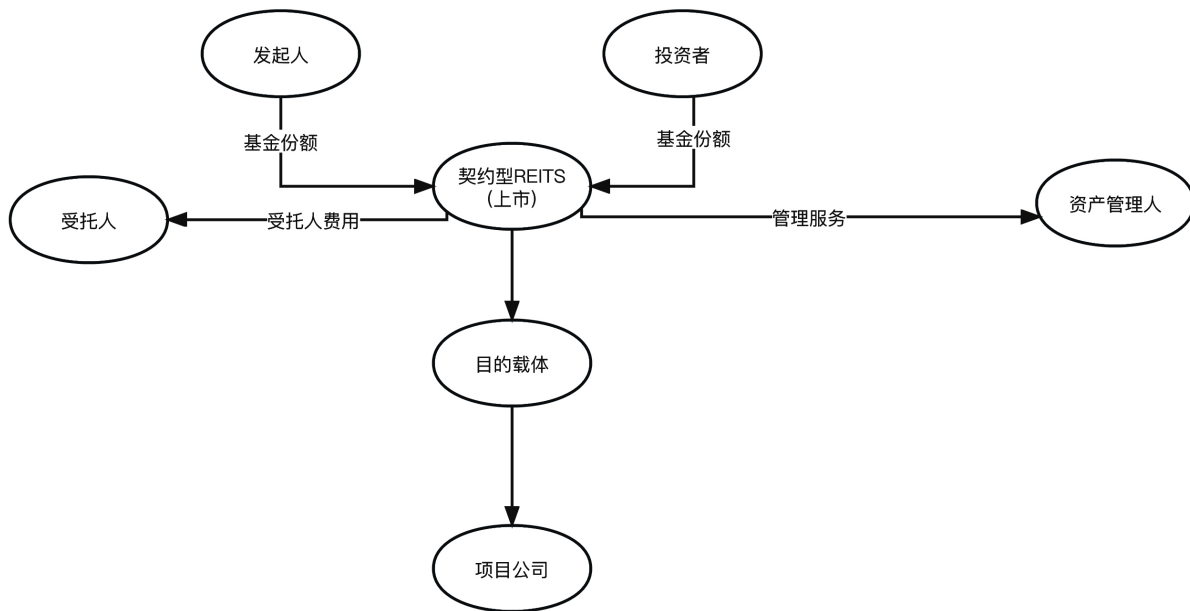 发起人
投资者
基金份额
基金份额
契约型REITS
(上市)
受托人
受托人费用
管理服务
资产管理人
目的载体
项目公司